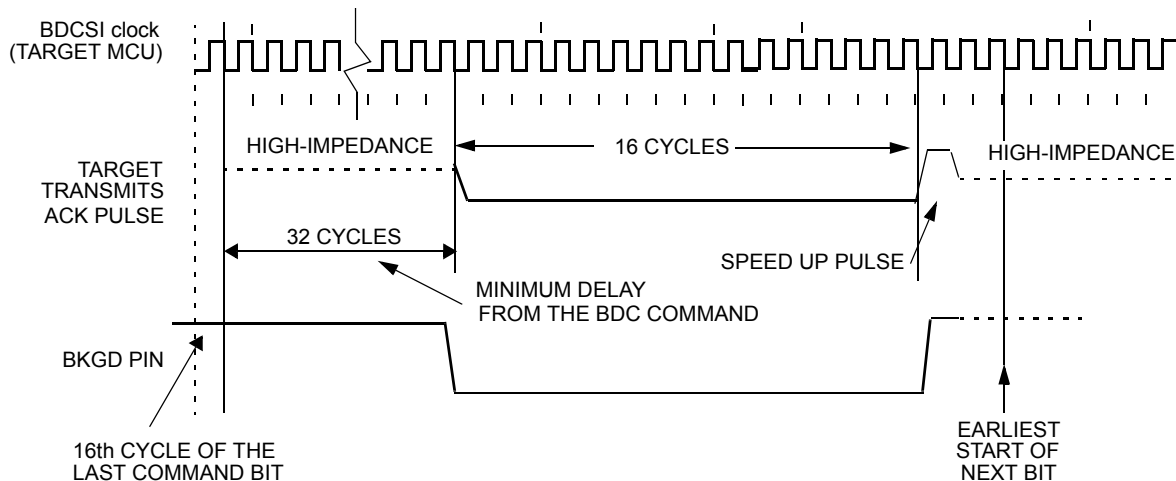 BDCSI clock
(TARGET MCU)
HIGH-IMPEDANCE
16 CYCLES
HIGH-IMPEDANCE
TARGET
TRANSMITS
ACK PULSE
32 CYCLES
SPEED UP PULSE
MINIMUM DELAY
FROM THE BDC COMMAND
BKGD PIN
16th CYCLE OF THE
LAST COMMAND BIT
EARLIEST
START OF
NEXT BIT